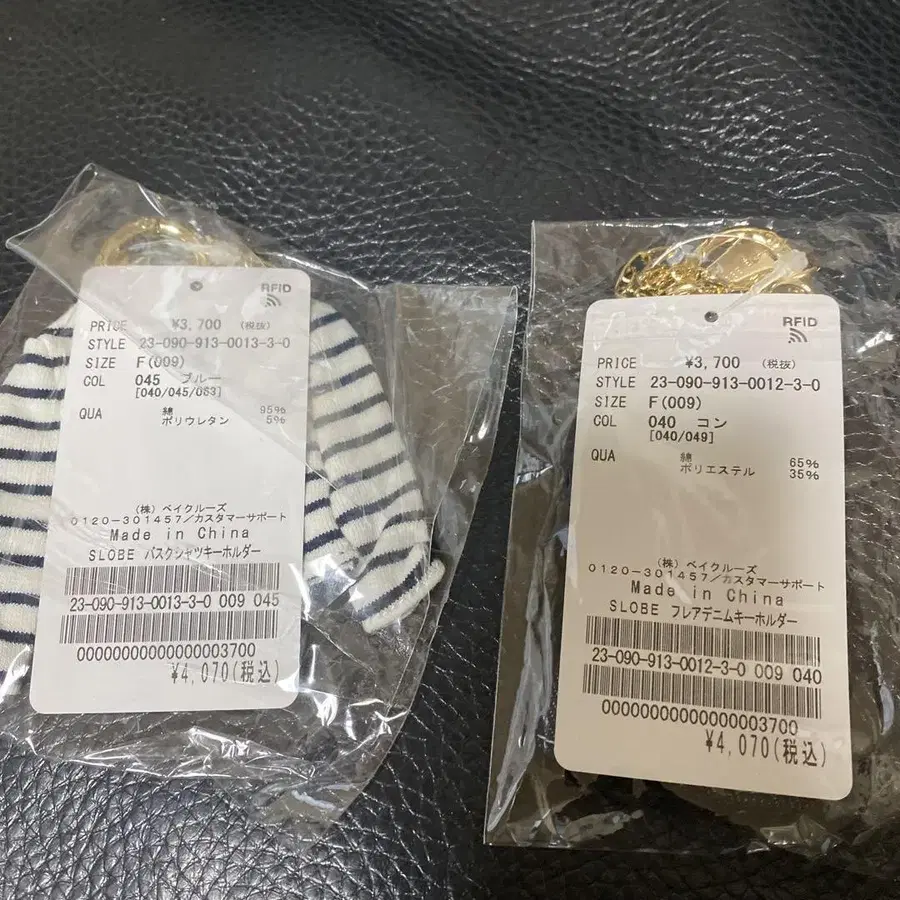 RFID
PRICE ¥3,700 (税抜)
STYLE 23-090-913-0013-3-0
SIZE F(009)
COL 045 ブルー
[040/045/063]
QUA 綿 95%
ポリウレタン 5%
(株) ベイクルーズ
0120-301457/カスタマーサポート
Made in China
SLOBE バスクシャツキーホルダー
23-090-913-0013-3-0 009 045
00000000000000003700
¥4,070(税込)
RFID
PRICE ¥3,700 (税抜)
STYLE 23-090-913-0012-3-0
SIZE F(009)
COL 040 コン
[040/049]
QUA 綿 65%
ポリエステル 35%
(株) ベイクルーズ
0120-301457/カスタマーサポート
Made in China
SLOBE フレアデニムキーホルダー
23-090-913-0012-3-0 009 040
00000000000000003700
¥4,070(税込)